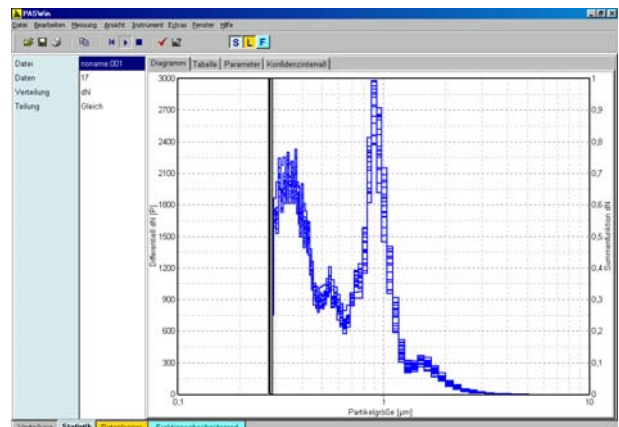 PASWin
Datei Bearbeiten Messung Ansicht Instrument Extras Fenster Hilfe
S L F
Datei noname.001
Daten 17
Verteilung dN
Teilung Gleich
Diagramm Tabelle Parameter Konfidenzintervall
3000
2700
2400
2100
1800
1500
1200
900
600
300
0
Differentiell dN [P]
1
0,9
0,8
0,7
0,6
0,5
0,4
0,3
0,2
0,1
0
Summenfunktion dN
0,1 1 10
Partikelgröße [µm]
Verteilung Statistik